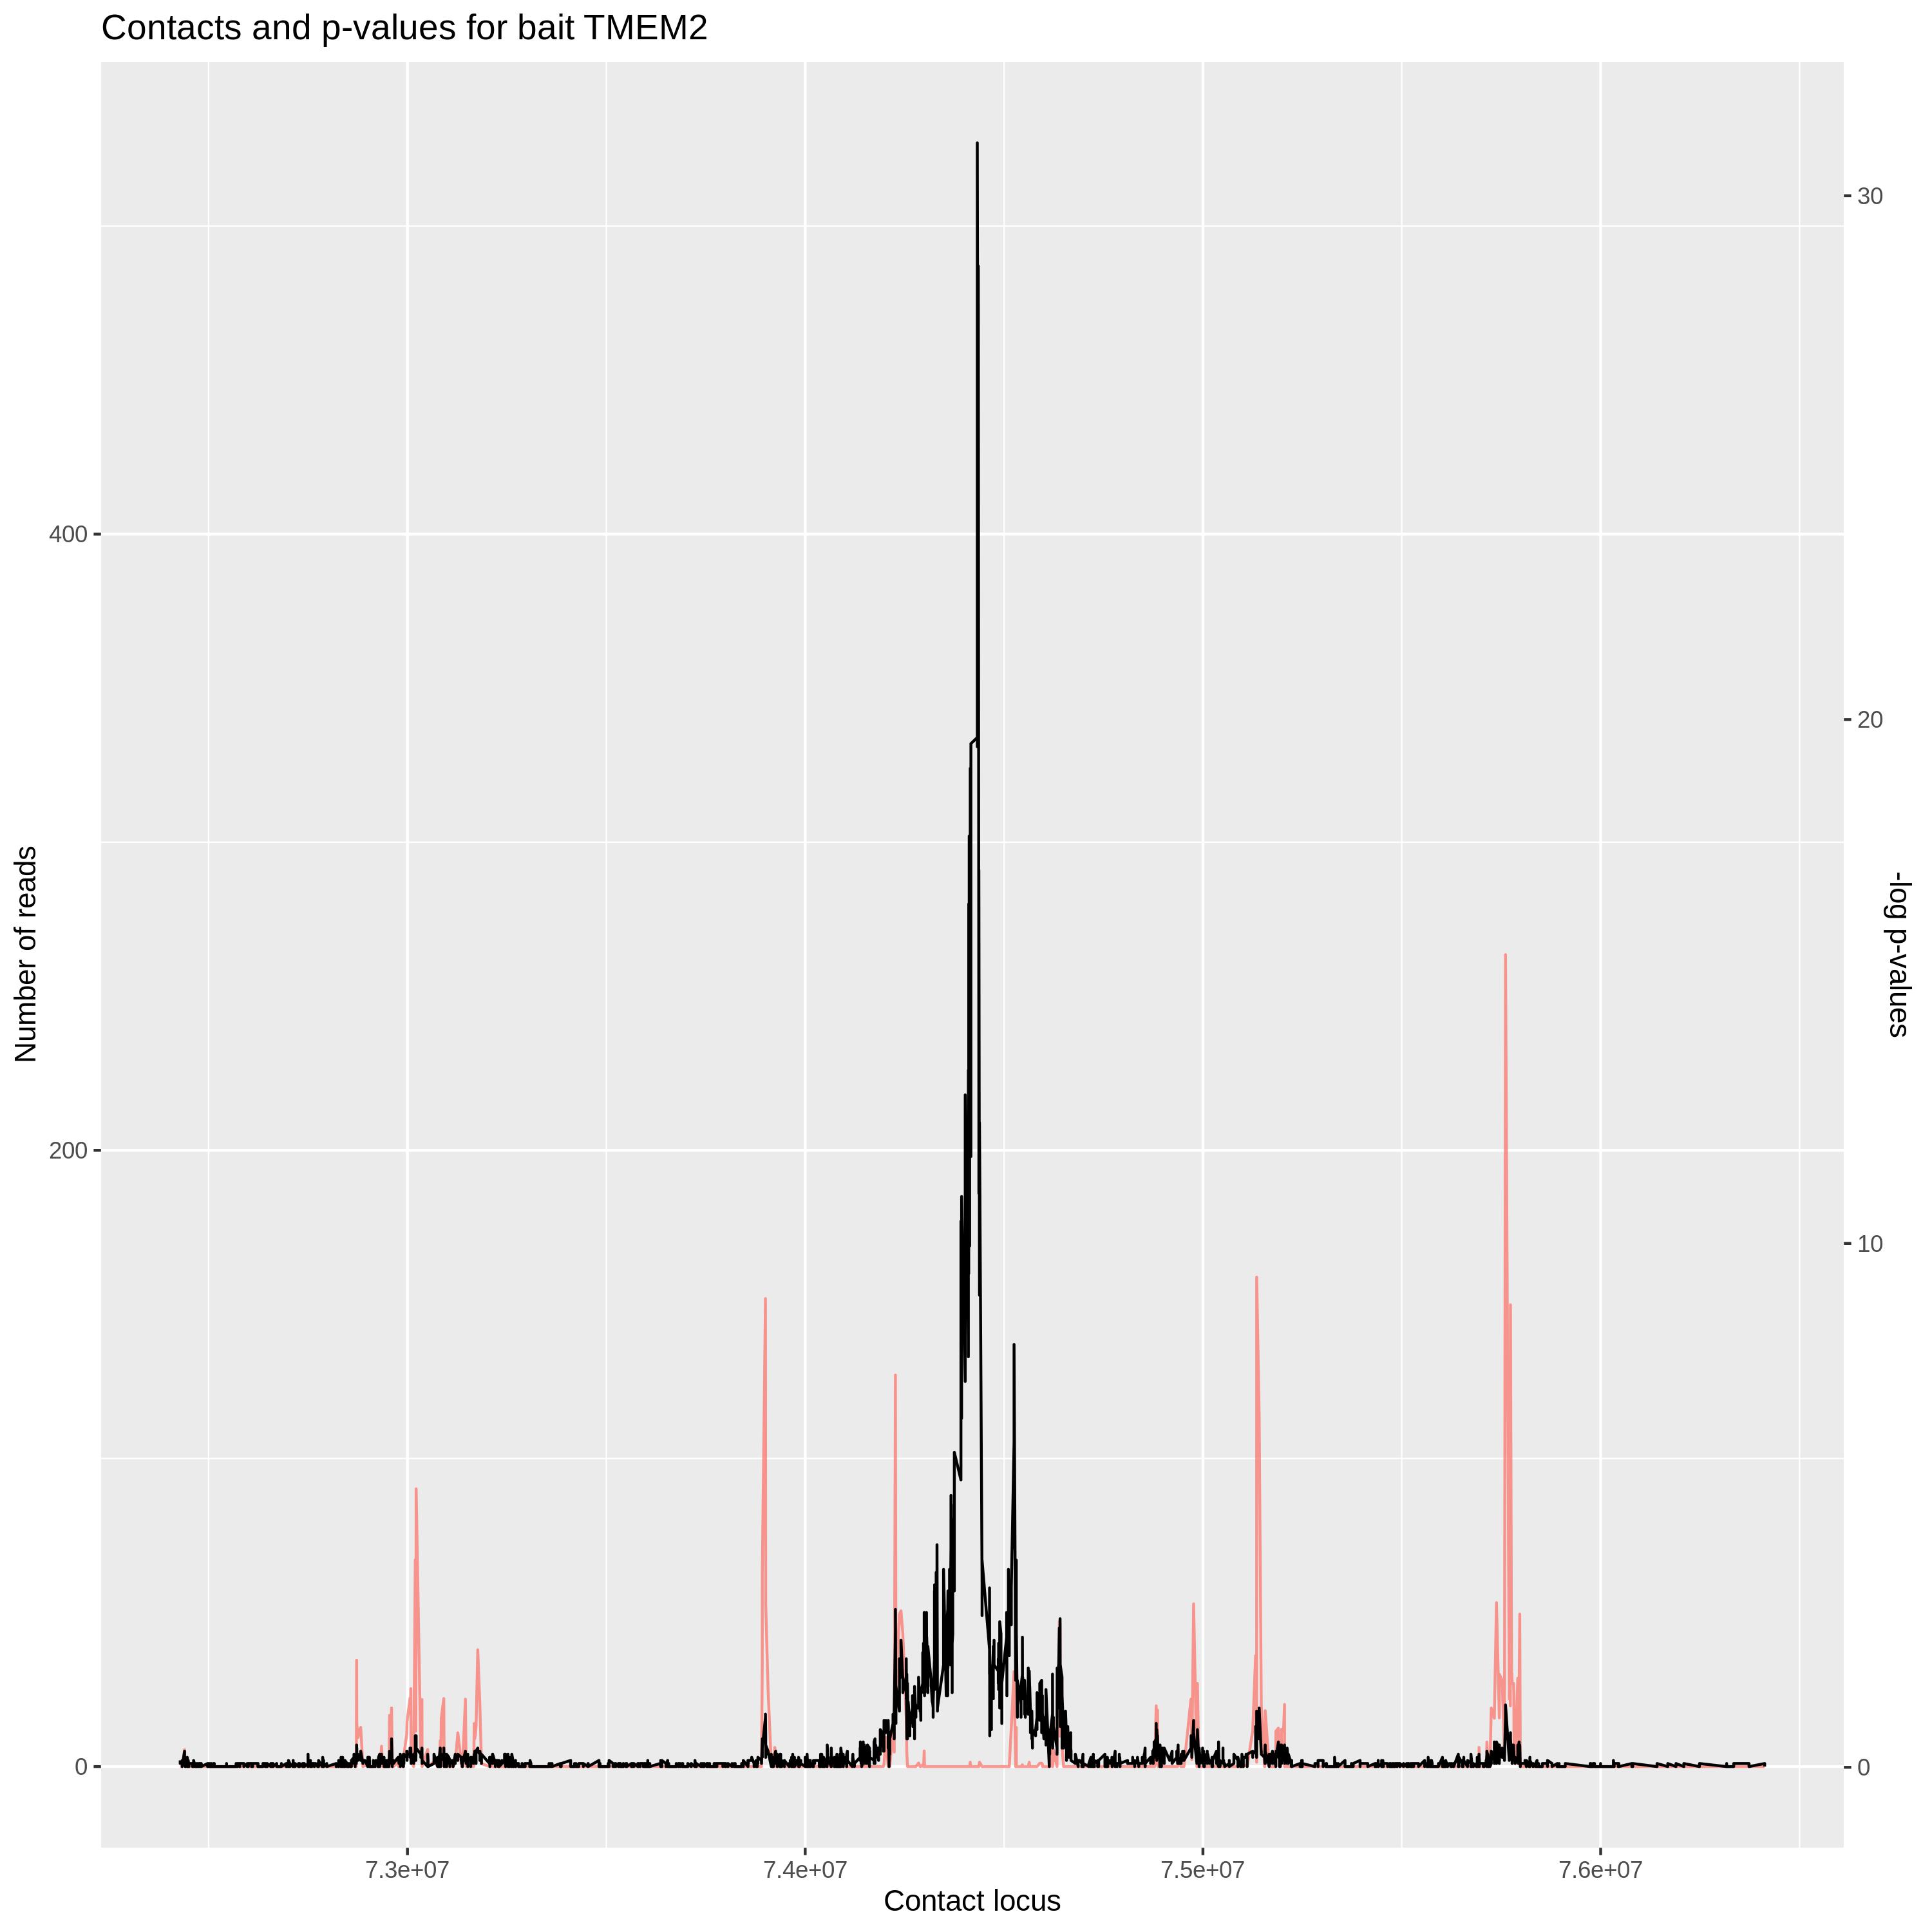 Contacts and p-values for bait TMEM2
Number of reads
400
200
0
30
20
10
0
-log p-values
7.3e+07
7.4e+07
7.5e+07
7.6e+07
Contact locus